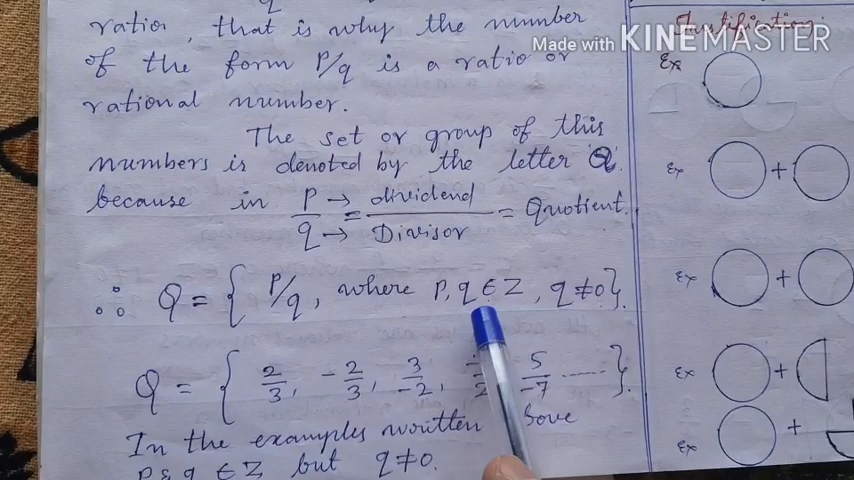 q
ratio, that is why the number
of the form P/q is a ratio or
rational number.
The set or group of this
numbers is denoted by the letter Q.
because in P/q → dividend / → Divisor = Quotient.
∴ Q = { P/q, where P, q ∈ Z, q ≠ 0}.
Q = { 2/3, -2/3, 3/-2, 5/-7 ...... }.
In the examples written bove
P & q ∈ Z but q ≠ 0.
Made with KINEMASTER
Justification:
Ex
Ex +
Ex +
Ex +
Ex +